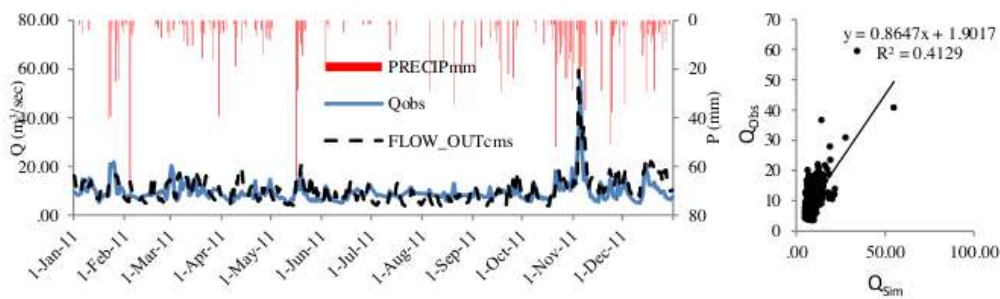 80.00
60.00
40.00
20.00
.00
Q (m³/sec)
PRECIPmm
Qobs
FLOW_OUTcms
0
20
40
60
80
P (mm)
1-Jan-11
1-Feb-11
1-Mar-11
1-Apr-11
1-May-11
1-Jun-11
1-Jul-11
1-Aug-11
1-Sep-11
1-Oct-11
1-Nov-11
1-Dec-11
y = 0.8647x + 1.9017
R² = 0.4129
70
60
50
40
30
20
10
0
QObs
.00
50.00
100.00
QSim